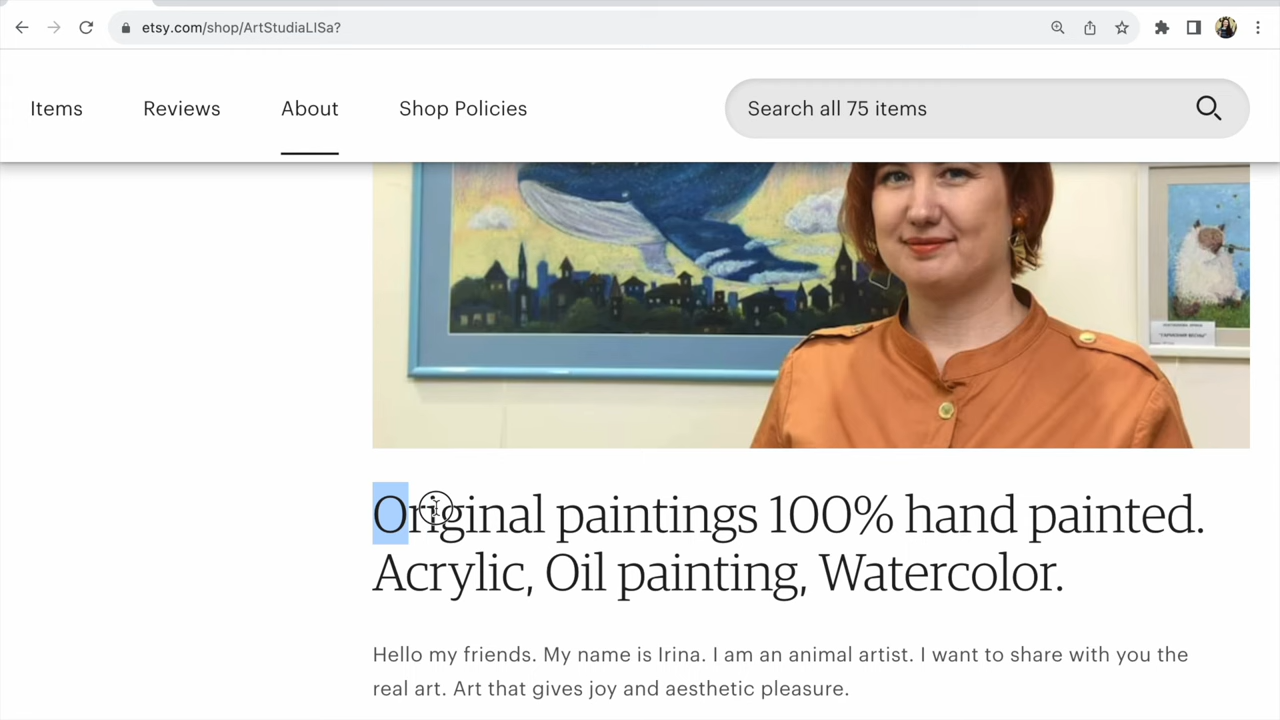 etsy.com/shop/ArtStudiaLISa?
Items Reviews About Shop Policies Search all 75 items
Original paintings 100% hand painted.
Acrylic, Oil painting, Watercolor.
Hello my friends. My name is Irina. I am an animal artist. I want to share with you the
real art. Art that gives joy and aesthetic pleasure.